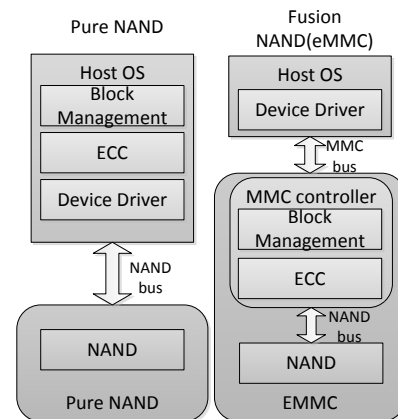 Pure NAND
Host OS
Block
Management
ECC
Device Driver
NAND
bus
NAND
Pure NAND
Fusion
NAND(eMMC)
Host OS
Device Driver
MMC
bus
MMC controller
Block
Management
ECC
NAND
bus
NAND
EMMC